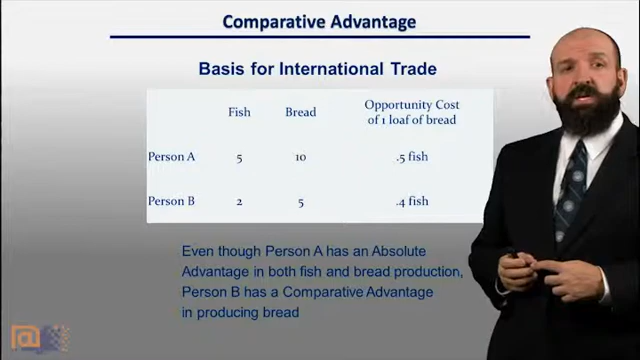 Comparative Advantage
Basis for International Trade
Fish Bread Opportunity Cost of 1 loaf of bread
Person A 5 10 .5 fish
Person B 2 5 .4 fish
Even though Person A has an Absolute
Advantage in both fish and bread production,
Person B has a Comparative Advantage
in producing bread
@